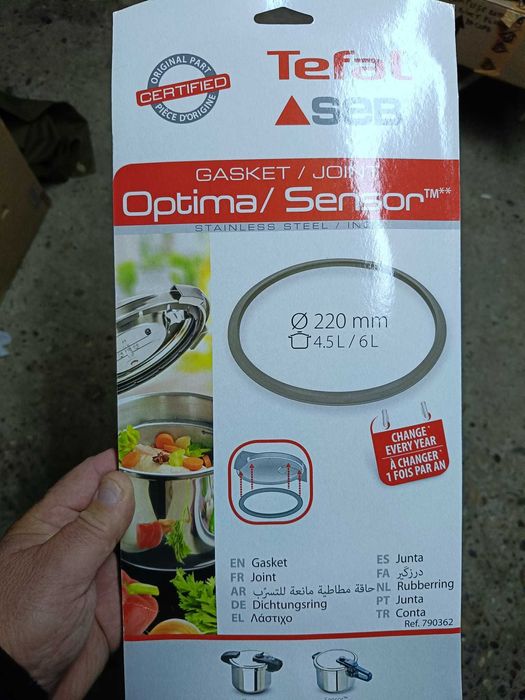 ORIGINAL PART
CERTIFIED
PIÈCE D'ORIGINE
Tefal
SEB
GASKET / JOINT
Optima/ Sensor™**
STAINLESS STEEL /
Ø 220 mm
4.5L / 6L
CHANGE*
EVERY YEAR
À CHANGER*
1 FOIS PAR AN
EN Gasket
FR Joint
AR حاقة مطاطية مانعة للتسرّب
DE Dichtungsring
EL Λάστιχο
ES Junta
FA درزگیر
NL Rubberring
PT Junta
TR Conta
Ref. 790362